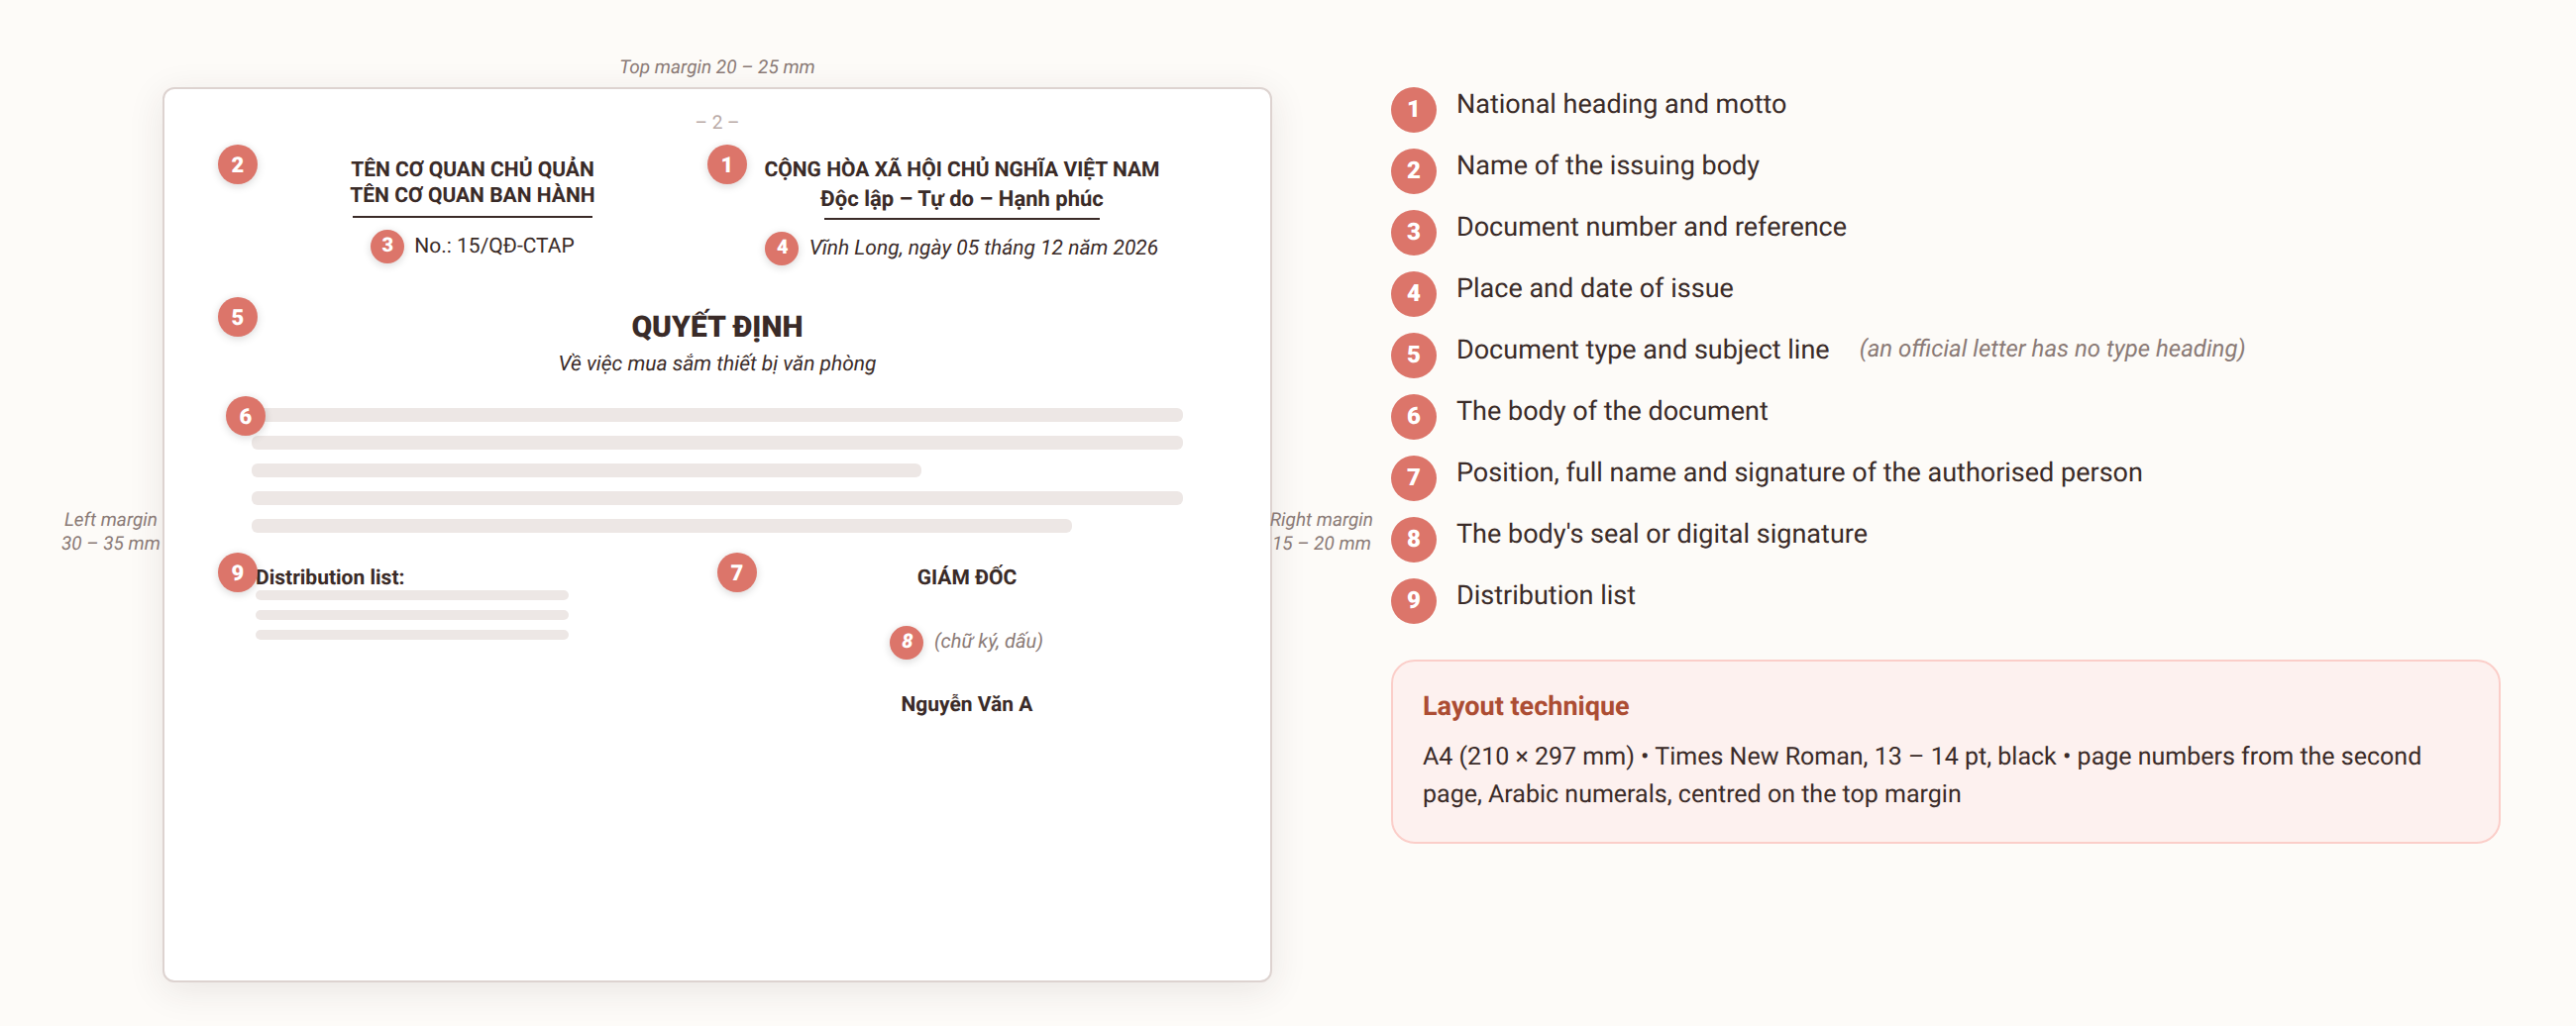 Top margin 20 – 25 mm
– 2 –
2
TÊN CƠ QUAN CHỦ QUẢN
TÊN CƠ QUAN BAN HÀNH
3 No.: 15/QĐ-CTAP
1
CỘNG HÒA XÃ HỘI CHỦ NGHĨA VIỆT NAM
Độc lập – Tự do – Hạnh phúc
4 Vĩnh Long, ngày 05 tháng 12 năm 2026
5
QUYẾT ĐỊNH
Về việc mua sắm thiết bị văn phòng
6
Left margin
30 – 35 mm
Right margin
15 – 20 mm
9 Distribution list:
7
GIÁM ĐỐC
8 (chữ ký, dấu)
Nguyễn Văn A
1 National heading and motto
2 Name of the issuing body
3 Document number and reference
4 Place and date of issue
5 Document type and subject line (an official letter has no type heading)
6 The body of the document
7 Position, full name and signature of the authorised person
8 The body's seal or digital signature
9 Distribution list
Layout technique
A4 (210 × 297 mm) • Times New Roman, 13 – 14 pt, black • page numbers from the second
page, Arabic numerals, centred on the top margin